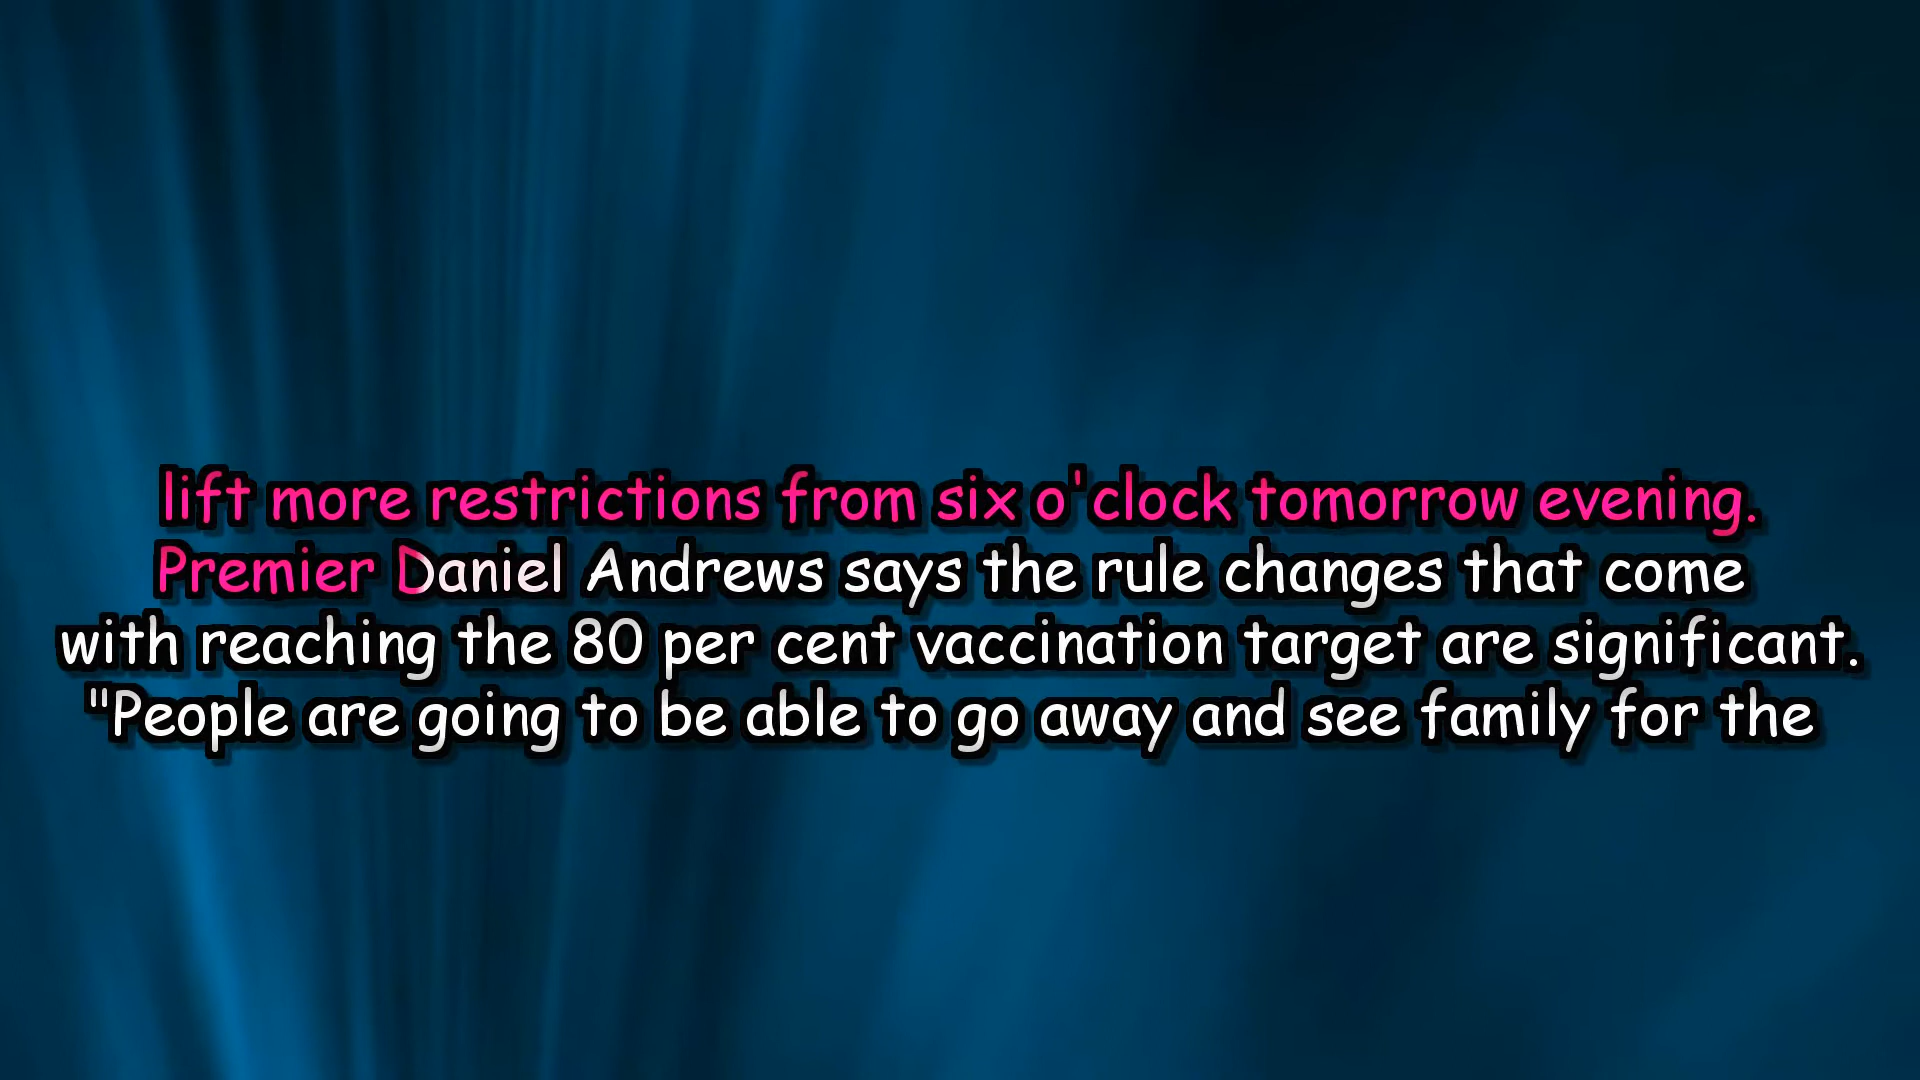 lift more restrictions from six o'clock tomorrow evening.
Premier Daniel Andrews says the rule changes that come
with reaching the 80 per cent vaccination target are significant.
"People are going to be able to go away and see family for the